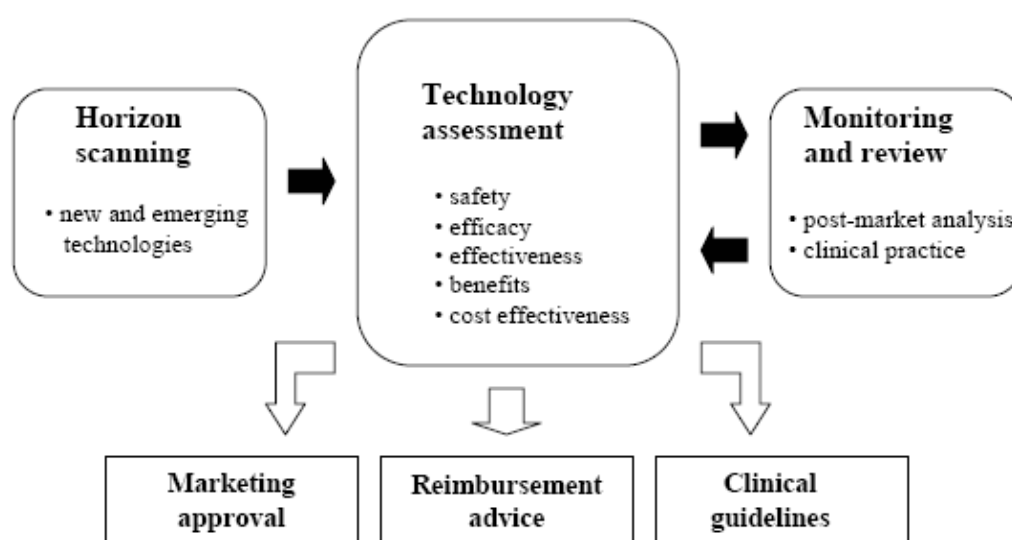 Horizon
scanning
• new and emerging
technologies
Technology
assessment
• safety
• efficacy
• effectiveness
• benefits
• cost effectiveness
Monitoring
and review
• post-market analysis
• clinical practice
Marketing
approval
Reimbursement
advice
Clinical
guidelines